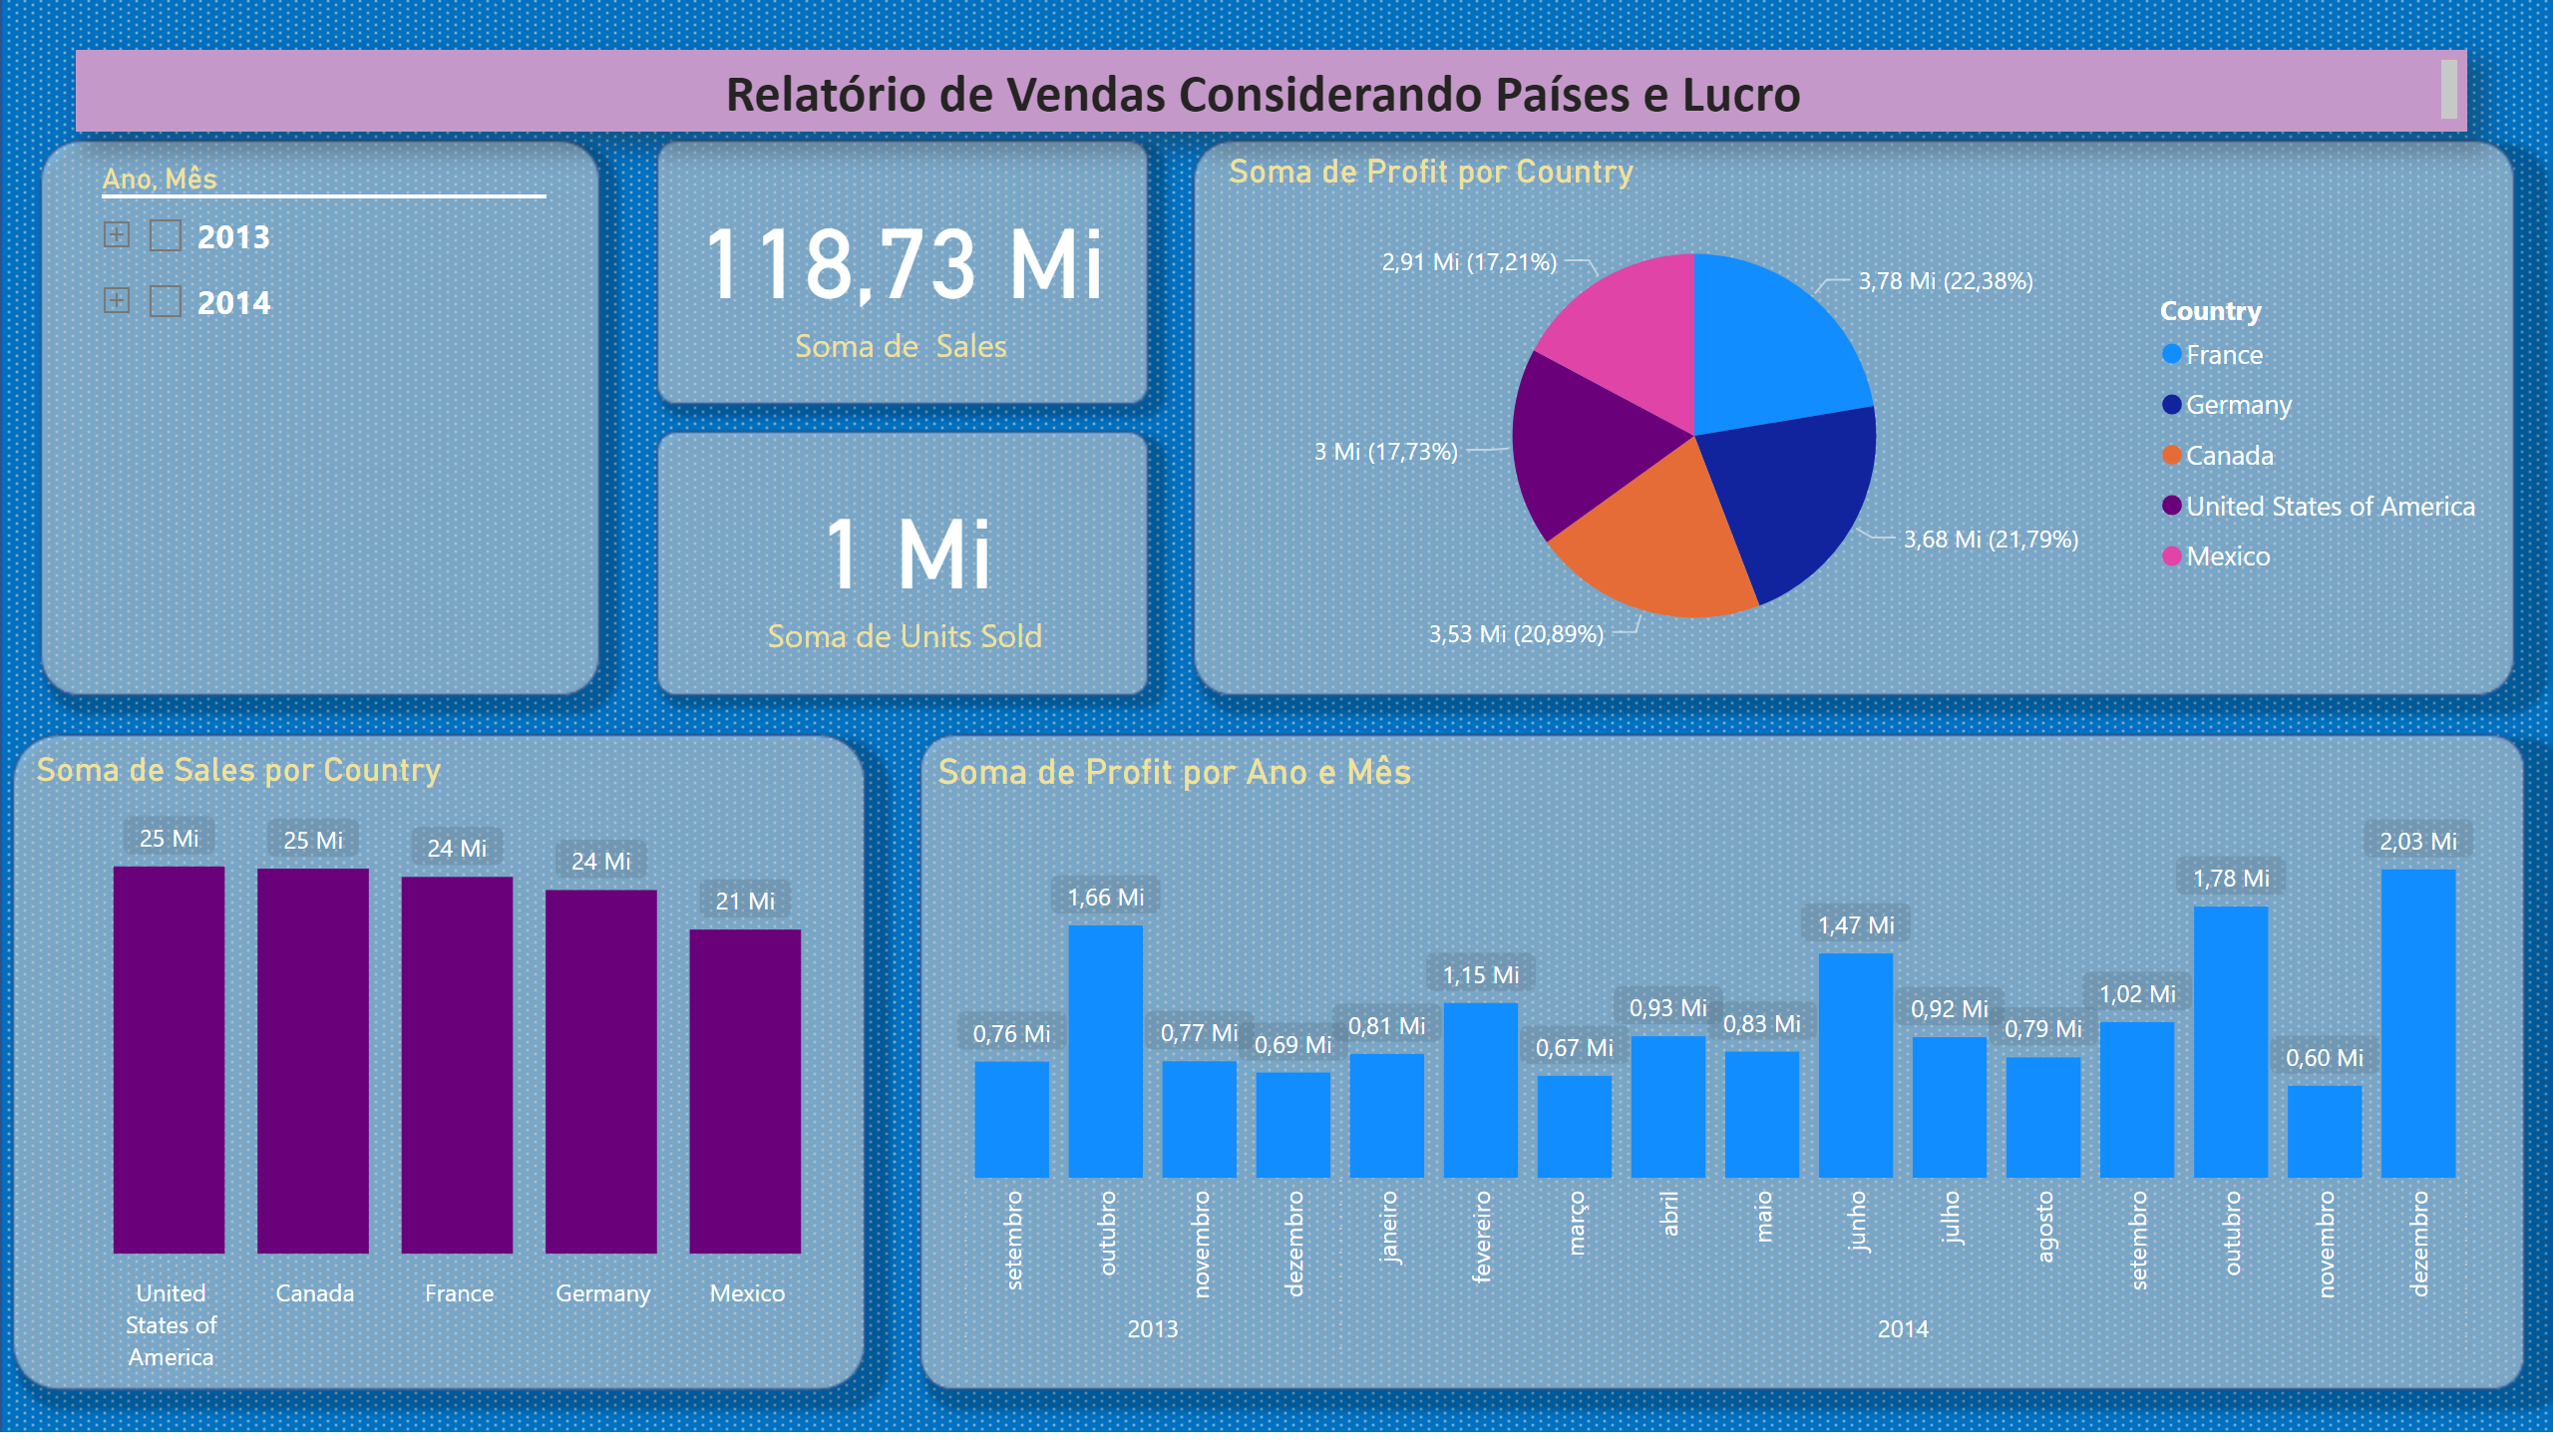 Relatório de Vendas Considerando Países e Lucro
Ano, Mês
2013
2014
118,73 Mi
Soma de  Sales
1 Mi
Soma de Units Sold
Soma de Profit por Country
2,91 Mi (17,21%)
3,78 Mi (22,38%)
3 Mi (17,73%)
3,68 Mi (21,79%)
3,53 Mi (20,89%)
Country
France
Germany
Canada
United States of America
Mexico
Soma de Sales por Country
25 Mi
25 Mi
24 Mi
24 Mi
21 Mi
United
States of
America
Canada
France
Germany
Mexico
Soma de Profit por Ano e Mês
0,76 Mi
1,66 Mi
0,77 Mi
0,69 Mi
0,81 Mi
1,15 Mi
0,67 Mi
0,93 Mi
0,83 Mi
1,47 Mi
0,92 Mi
0,79 Mi
1,02 Mi
1,78 Mi
0,60 Mi
2,03 Mi
setembro
outubro
novembro
dezembro
janeiro
fevereiro
março
abril
maio
junho
julho
agosto
setembro
outubro
novembro
dezembro
2013
2014